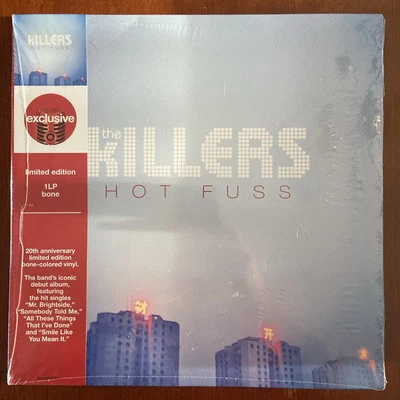 KILLERS
exclusive
limited edition
1LP
bone
20th anniversary
limited edition
bone-colored vinyl.
The band's iconic
debut album,
featuring
the hit singles
"Mr. Brightside,"
"Somebody Told Me,"
"All These Things
That I've Done"
and "Smile Like
You Mean It."
the
KILLERS
HOT FUSS
开